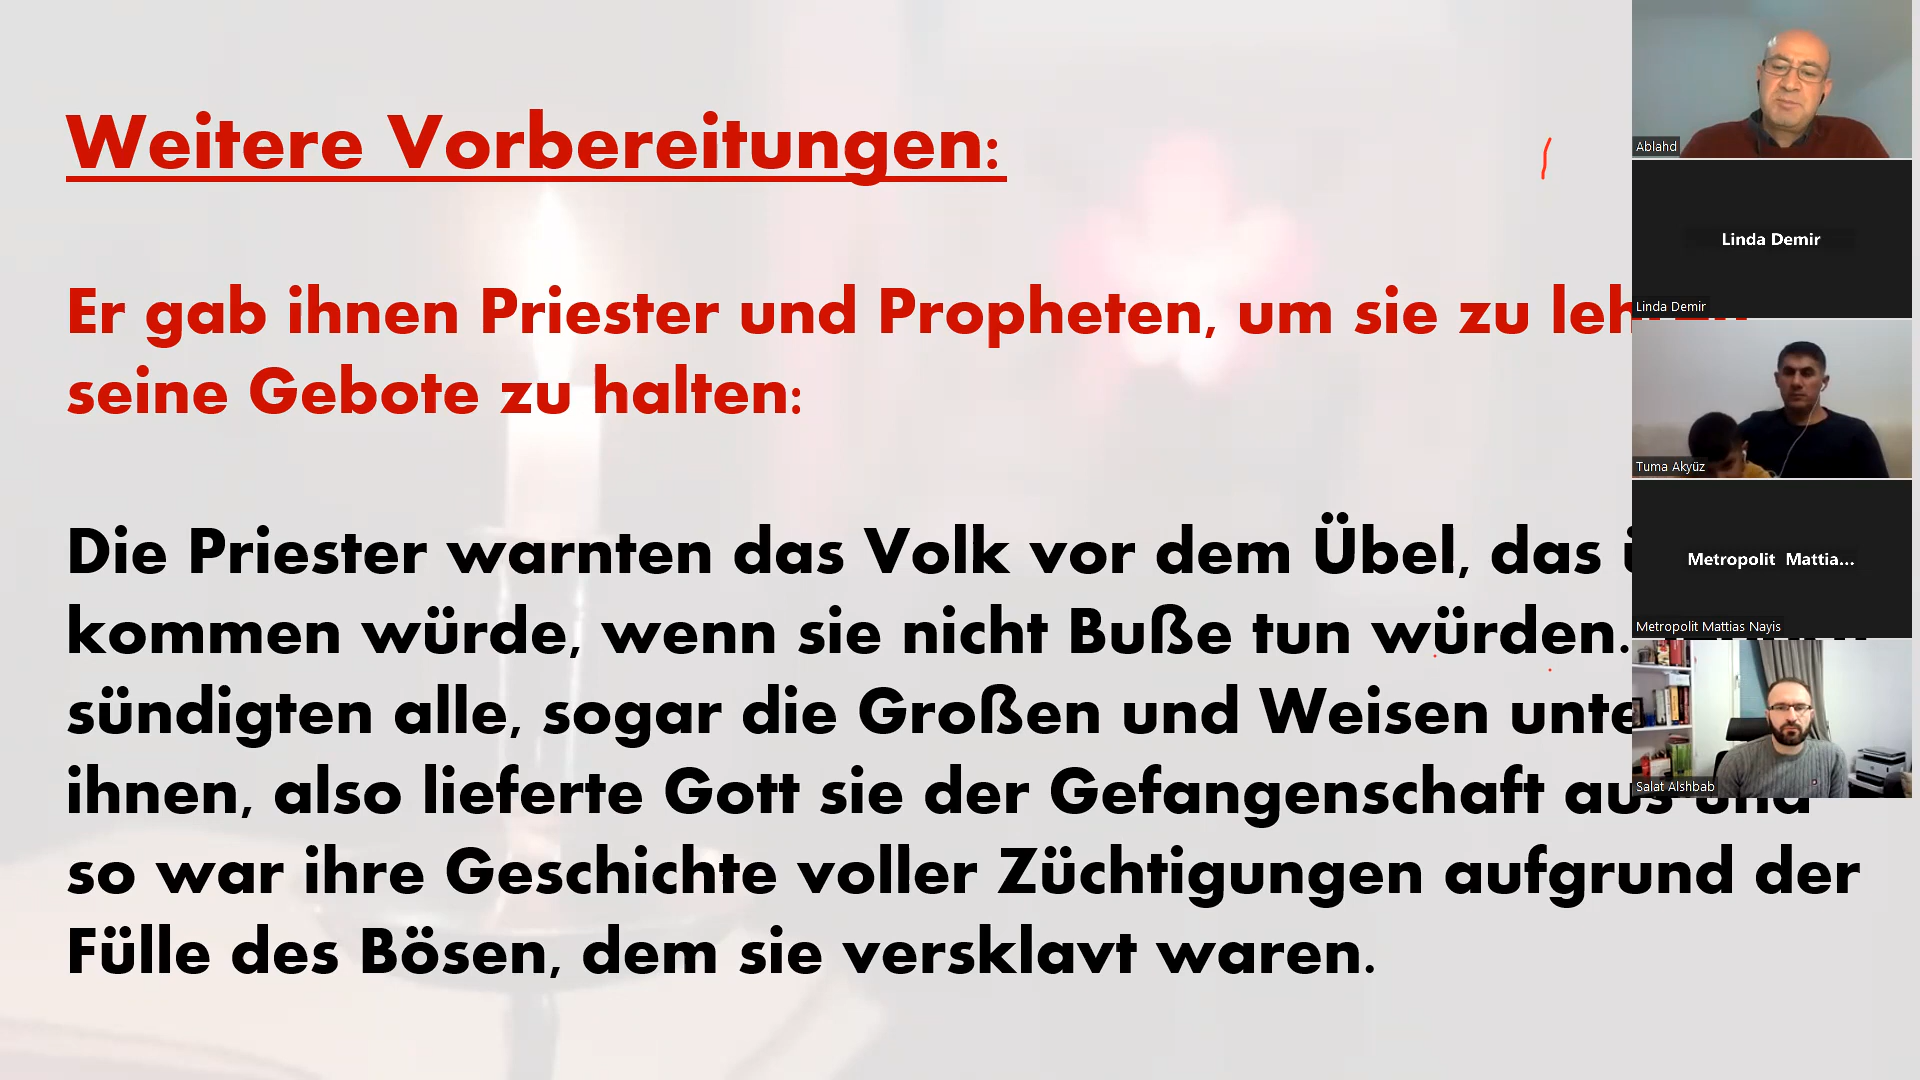 Weitere Vorbereitungen:
Er gab ihnen Priester und Propheten, um sie zu
seine Gebote zu halten:
Die Priester warnten das Volk vor dem Übel, das
kommen würde, wenn sie nicht Buße tun würden.
sündigten alle, sogar die Großen und Weisen
ihnen, also lieferte Gott sie der Gefangenschaft aus und
so war ihre Geschichte voller Züchtigungen aufgrund der
Fülle des Bösen, dem sie versklavt waren.
Ablahd
Linda Demir
Linda Demir
Tuma Akyüz
Metropolit Mattia...
Metropolit Mattias Nayis
Salat Alshbab